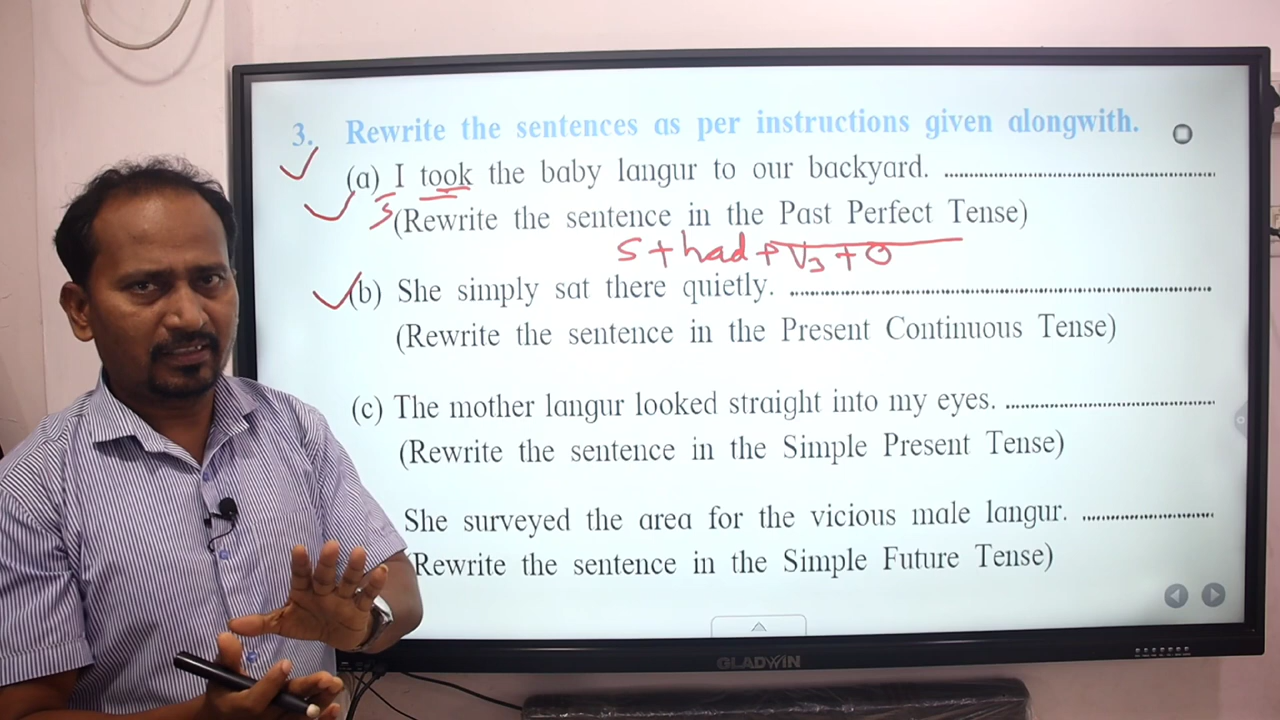 3. Rewrite the sentences as per instructions given alongwith.
(a) I took the baby langur to our backyard. ........................................
S (Rewrite the sentence in the Past Perfect Tense)
S + had + V3 + O
(b) She simply sat there quietly. ........................................
(Rewrite the sentence in the Present Continuous Tense)
(c) The mother langur looked straight into my eyes. ........................................
(Rewrite the sentence in the Simple Present Tense)
She surveyed the area for the vicious male langur. ........................................
(Rewrite the sentence in the Simple Future Tense)
GLADWIN